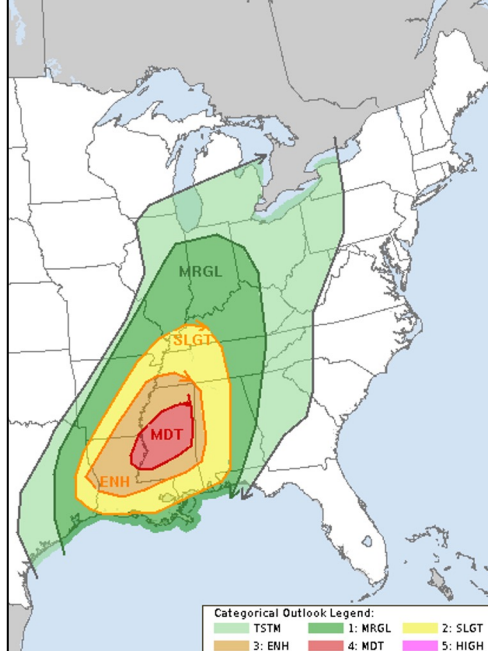 MRGL
SLGT
MDT
ENH
Categorical Outlook Legend:
TSTM 1: MRGL 2: SLGT
3: ENH 4: MDT 5: HIGH